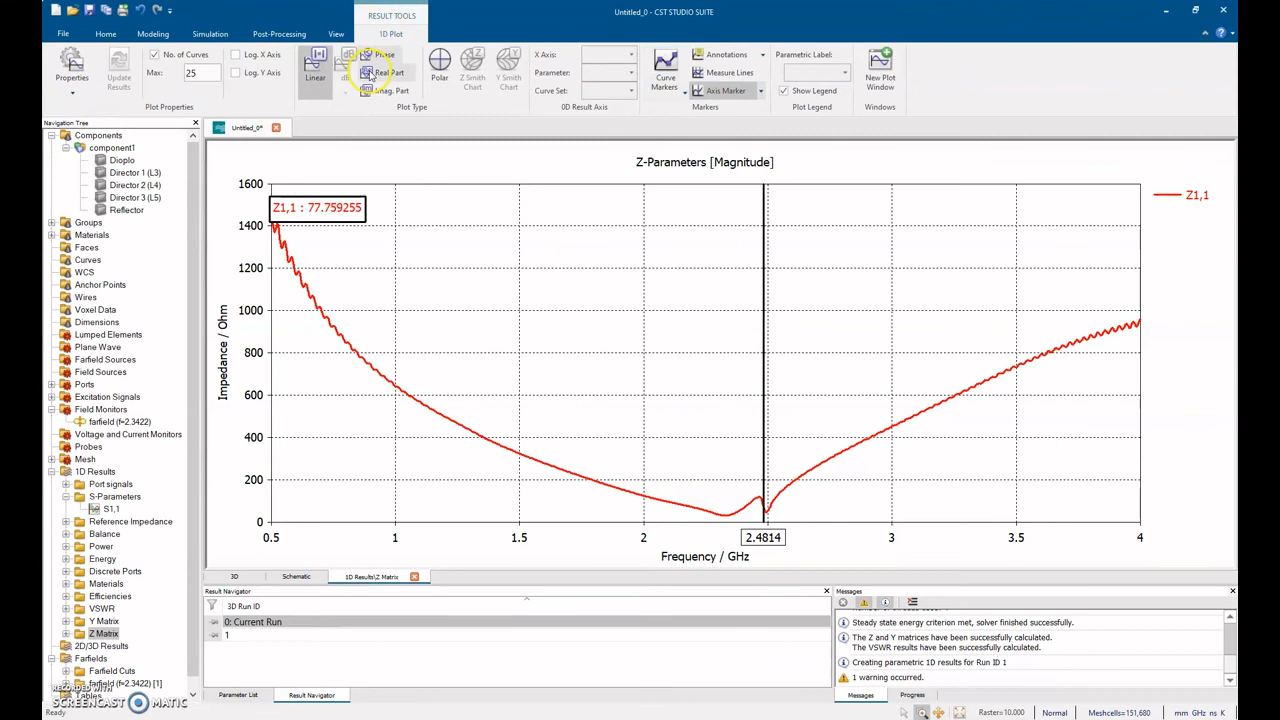 RESULT TOOLS
Untitled_0 - CST STUDIO SUITE
File
Home
Modeling
Simulation
Post-Processing
View
1D Plot
Properties
Update
Results
No. of Curves
Max:
25
Log. X Axis
Log. Y Axis
Plot Properties
Linear
Phase
Real Part
Imag. Part
Polar
Z Smith
Chart
Y Smith
Chart
Plot Type
X Axis:
Parameter:
Curve Set:
0D Result Axis
Curve
Markers
Annotations
Measure Lines
Axis Marker
Markers
Parametric Label:
Show Legend
Plot Legend
New Plot
Window
Windows
Navigation Tree
Components
component1
Dioplo
Director 1 (L3)
Director 2 (L4)
Director 3 (L5)
Reflector
Groups
Materials
Faces
Curves
WCS
Anchor Points
Wires
Voxel Data
Dimensions
Lumped Elements
Plane Wave
Farfield Sources
Field Sources
Ports
Excitation Signals
Field Monitors
farfield (f=2.3422)
Voltage and Current Monitors
Probes
Mesh
1D Results
Port signals
S-Parameters
S1,1
Reference Impedance
Balance
Power
Energy
Discrete Ports
Materials
Efficiencies
VSWR
Y Matrix
Z Matrix
2D/3D Results
Farfields
Farfield Cuts
farfield (f=2.3422) [1]
Tables
RECORDED WITH
SCREENCAST MATIC
Untitled_0*
Z-Parameters [Magnitude]
Z1,1 : 77.759255
Z1,1
1600
1400
1200
1000
800
600
400
200
0
Impedance / Ohm
0.5
1
1.5
2
2.4814
3
3.5
4
Frequency / GHz
3D
Schematic
1D Results\Z Matrix
Result Navigator
3D Run ID
0: Current Run
1
Parameter List
Result Navigator
Messages
Steady state energy criterion met, solver finished successfully.
The Z and Y matrices have been successfully calculated.
The VSWR results have been successfully calculated.
Creating parametric 1D results for Run ID 1
1 warning occurred.
Messages
Progress
Ready
Raster=10.000
Normal
Meshcells=151,680
mm GHz ns K